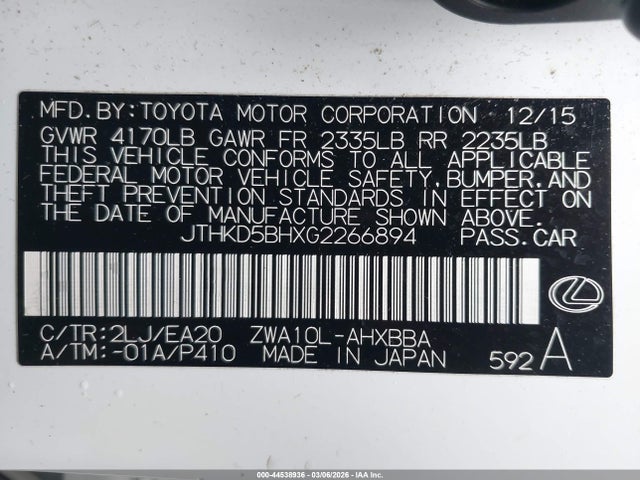 MFD.BY:TOYOTA MOTOR CORPORATION 12/15
GVWR 4170LB GAWR FR 2335LB RR 2235LB
THIS VEHICLE CONFORMS TO ALL APPLICABLE
FEDERAL MOTOR VEHICLE SAFETY,BUMPER,AND
THEFT PREVENTION STANDARDS IN EFFECT ON
THE DATE OF MANUFACTURE SHOWN ABOVE.
JTHKD5BHXG2266894 PASS.CAR
C/TR:2LJ/EA20 ZWA10L-AHXBBA
A/TM:-01A/P410 MADE IN JAPAN 592 A
000-44538936 | 03/06/2026 | IAA Inc.